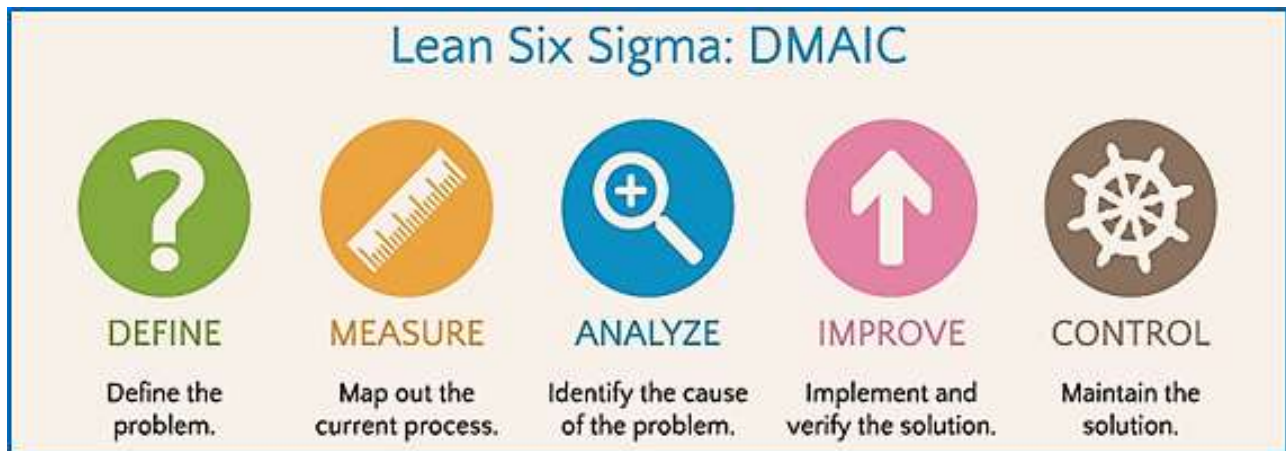 Lean Six Sigma: DMAIC
DEFINE
Define the
problem.
MEASURE
Map out the
current process.
ANALYZE
Identify the cause
of the problem.
IMPROVE
Implement and
verify the solution.
CONTROL
Maintain the
solution.